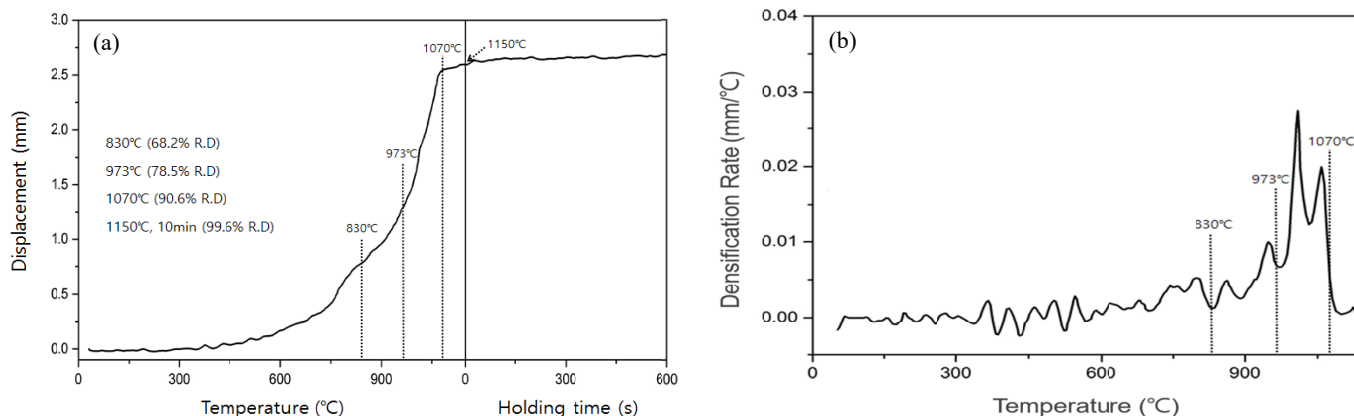 (a)
3.0
2.5
2.0
1.5
1.0
0.5
0.0
Displacement (mm)
1070℃
1150℃
973℃
830℃
830℃ (68.2% R.D)
973℃ (78.5% R.D)
1070℃ (90.6% R.D)
1150℃, 10min (99.6% R.D)
300
600
900
0
300
600
Temperature (℃)
Holding time (s)
(b)
0.04
0.03
0.02
0.01
0.00
Densification Rate (mm/℃)
1070℃
973℃
830℃
0
300
600
900
Temperature (℃)